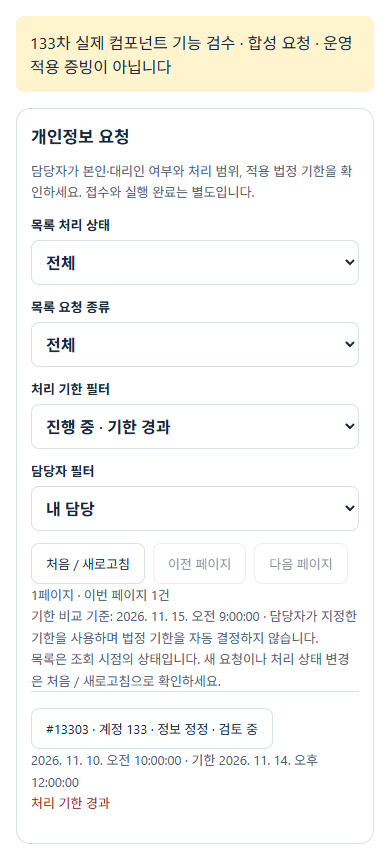 133차 실제 컴포넌트 기능 검수 · 합성 요청 · 운영
적용 증빙이 아닙니다
개인정보 요청
담당자가 본인·대리인 여부와 처리 범위, 적용 법정 기한을 확
인하세요. 접수와 실행 완료는 별도입니다.
목록 처리 상태
전체
목록 요청 종류
전체
처리 기한 필터
진행 중 · 기한 경과
담당자 필터
내 담당
처음 / 새로고침 이전 페이지 다음 페이지
1페이지 · 이번 페이지 1건
기한 비교 기준: 2026. 11. 15. 오전 9:00:00 · 담당자가 지정한
기한을 사용하며 법정 기한을 자동 결정하지 않습니다.
목록은 조회 시점의 상태입니다. 새 요청이나 처리 상태 변경
은 처음 / 새로고침으로 확인하세요.
#13303 · 계정 133 · 정보 정정 · 검토 중
2026. 11. 10. 오전 10:00:00 · 기한 2026. 11. 14. 오후
12:00:00
처리 기한 경과